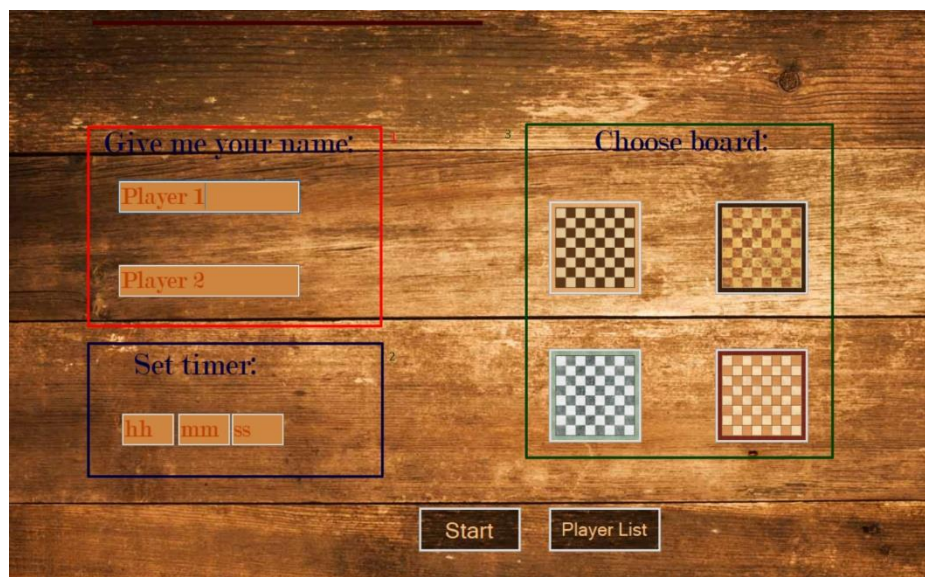 Give me your name:
1
Player 1
Player 2
Set timer:
2
hh mm ss
3
Choose board:
Start
Player List